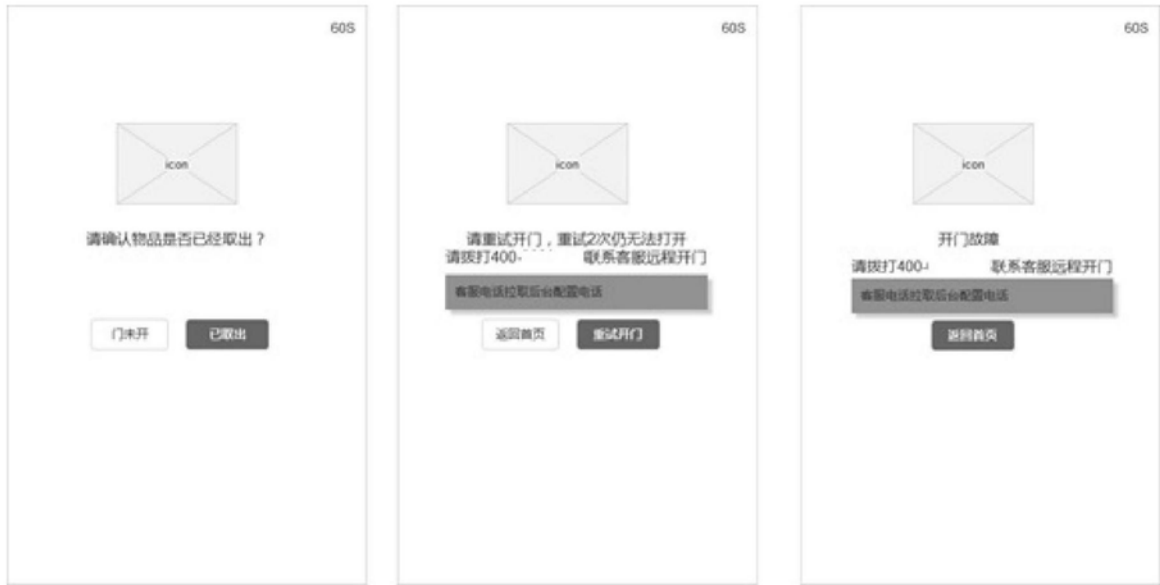 60S
icon
请确认物品是否已经取出？
门未开
已取出
60S
icon
请重试开门，重试2次仍无法打开
请拨打400- 联系客服远程开门
客服电话拉取后台配置电话
返回首页
重试开门
60S
icon
开门故障
请拨打400- 联系客服远程开门
客服电话拉取后台配置电话
返回首页